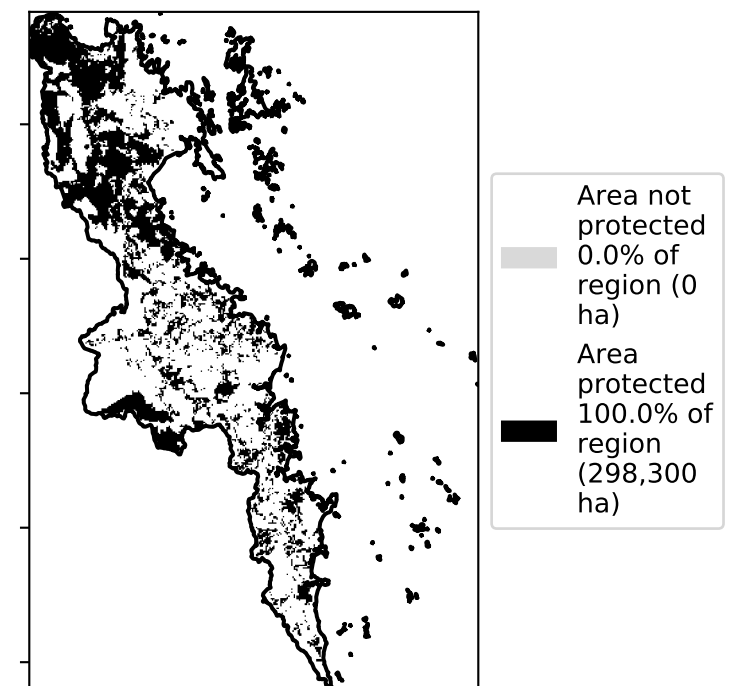 Area not
protected
0.0% of
region (0
ha)
Area
protected
100.0% of
region
(298,300
ha)